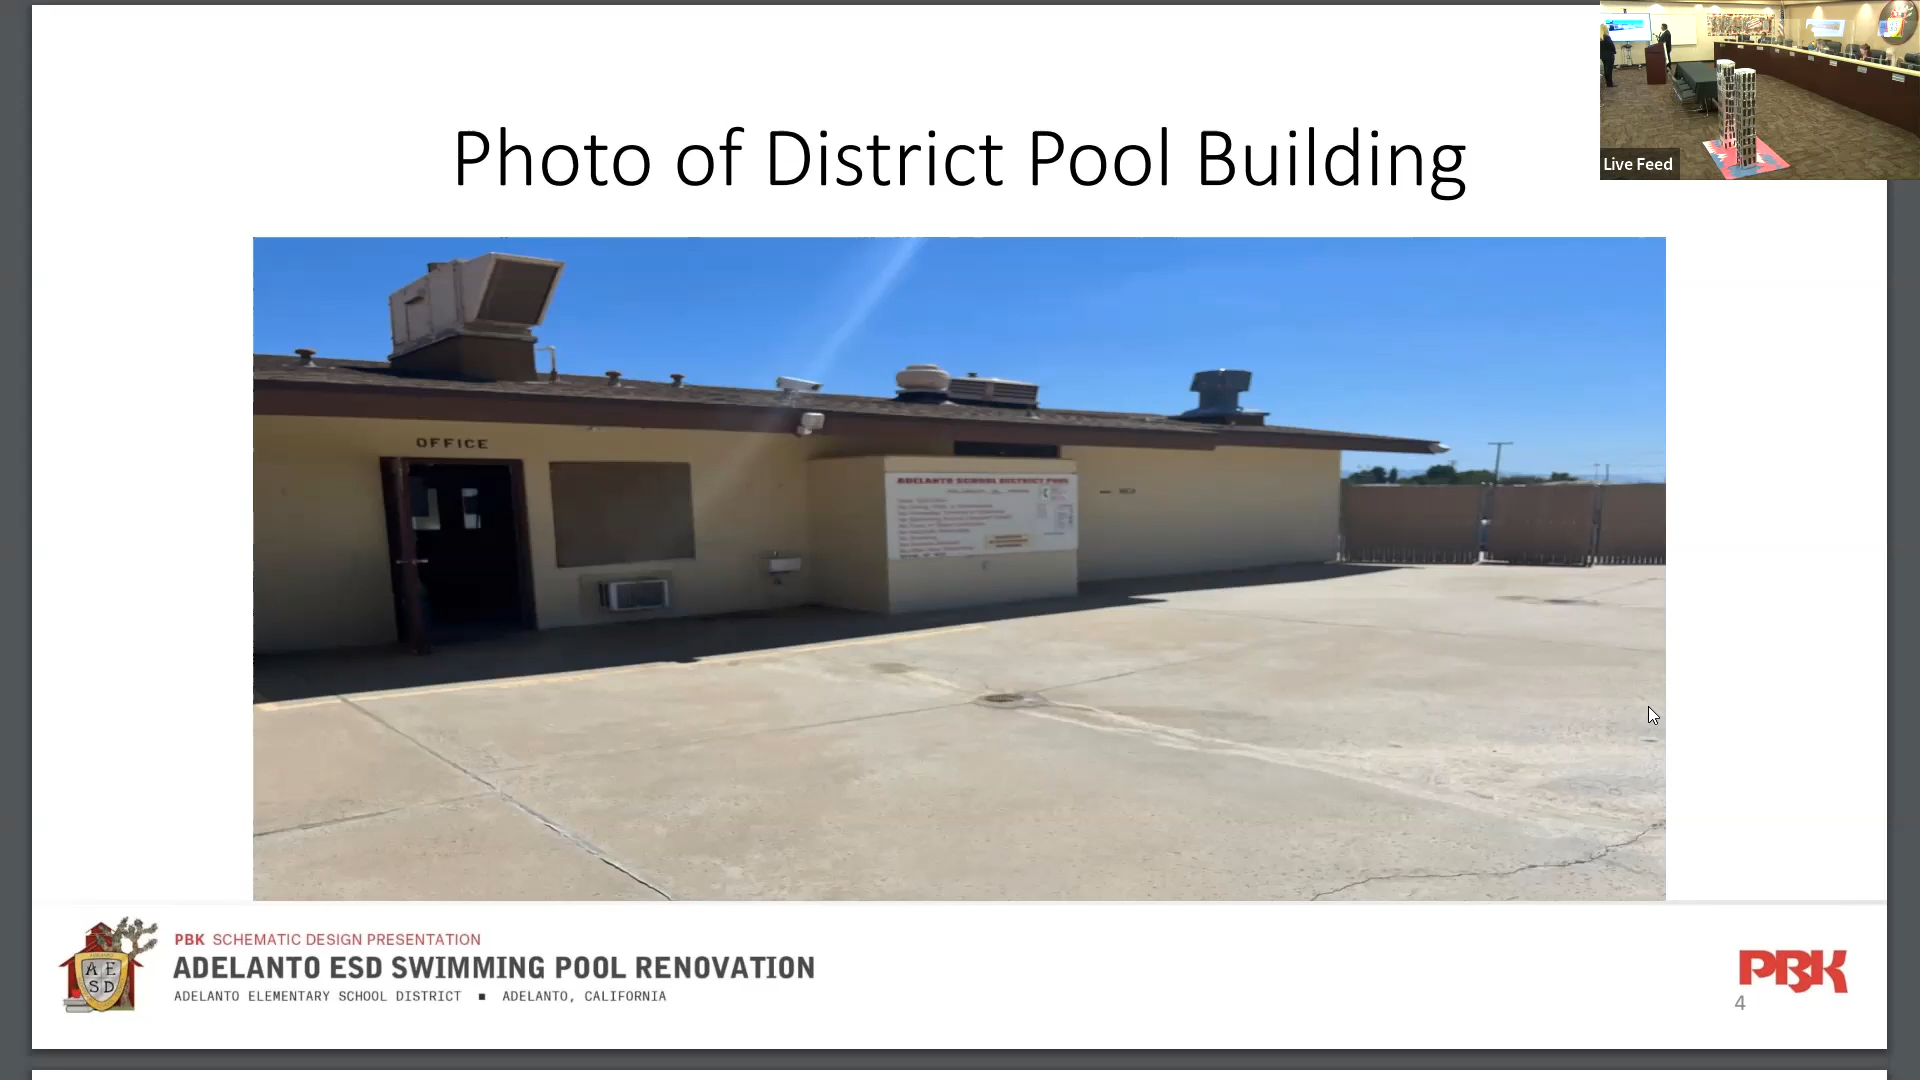 Photo of District Pool Building
Live Feed
OFFICE
ADELANTO SCHOOL DISTRICT POOL
A E
S D
PBK SCHEMATIC DESIGN PRESENTATION
ADELANTO ESD SWIMMING POOL RENOVATION
ADELANTO ELEMENTARY SCHOOL DISTRICT ■ ADELANTO, CALIFORNIA
PBK
4